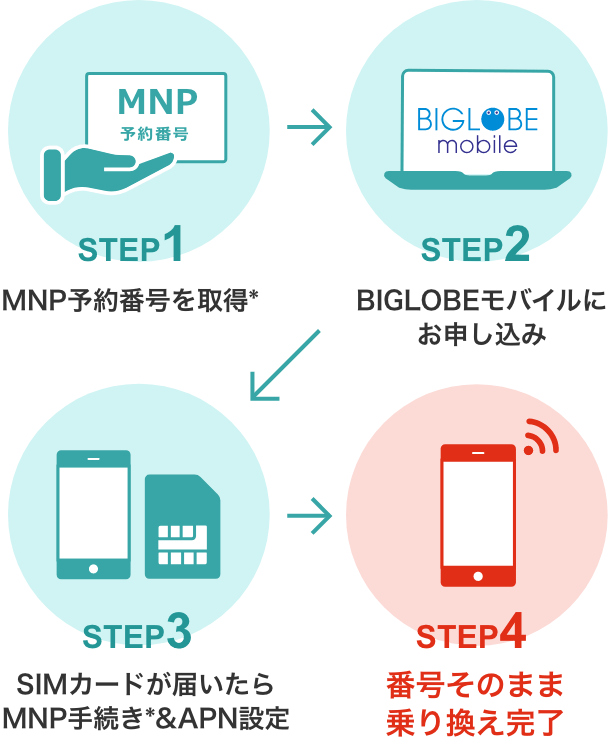 MNP
予約番号
STEP1
MNP予約番号を取得*
BIGLOBE
mobile
STEP2
BIGLOBEモバイルに
お申し込み
STEP3
SIMカードが届いたら
MNP手続き*&APN設定
STEP4
番号そのまま
乗り換え完了